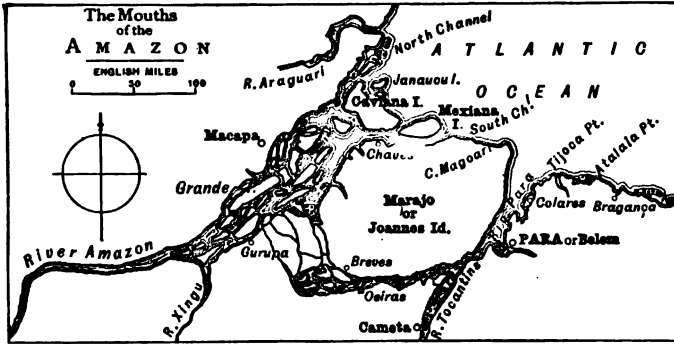 The Mouths
of the
AMAZON
ENGLISH MILES
0 50 100
North Channel
ATLANTIC
OCEAN
R. Araguari
Janaucu I.
Caviana I.
Mexiana
I.
South Ch!
Macapa
Chaves
C. Magoari
Tijoca Pt.
Atalala Pt.
Grande
Marajo
or
Joannes Id.
Para
Colares
Bragança
River Amazon
Gurupa
Breves
PARA or Belem
R. Xingu
Oeiras
R. Tocantins
Cameta